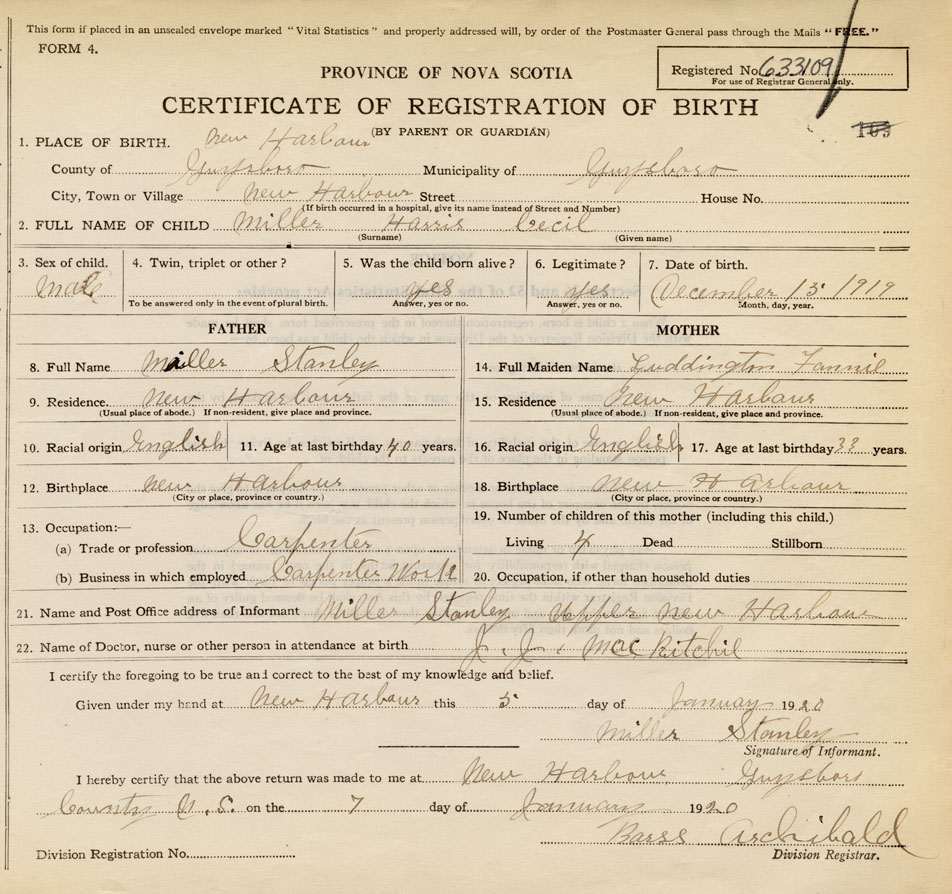 This form if placed in an unsealed envelope marked "Vital Statistics" and properly addressed will, by order of the Postmaster General pass through the Mails "FREE."
FORM 4.
Registered No. 633109
For use of Registrar General only.
PROVINCE OF NOVA SCOTIA
CERTIFICATE OF REGISTRATION OF BIRTH
(BY PARENT OR GUARDIAN)
103
1. PLACE OF BIRTH. New Harbour
County of Guysboro Municipality of Guysboro
City, Town or Village New Harbour Street House No.
(If birth occurred in a hospital, give its name instead of Street and Number)
2. FULL NAME OF CHILD Miller Harris Cecil
(Surname) (Given name)
3. Sex of child. 4. Twin, triplet or other? 5. Was the child born alive? 6. Legitimate? 7. Date of birth.
Male yes yes December 15 1919
To be answered only in the event of plural birth. Answer, yes or no. Answer, yes or no. Month, day, year.
FATHER MOTHER
8. Full Name Miller Stanley 14. Full Maiden Name Luddington Fannie
9. Residence. New Harbour 15. Residence New Harbour
(Usual place of abode.) If non-resident, give place and province. (Usual place of abode.) If non-resident, give place and province.
10. Racial origin English 11. Age at last birthday 40 years. 16. Racial origin English 17. Age at last birthday 33 years.
12. Birthplace New Harbour 18. Birthplace New Harbour
(City or place, province or country.) (City or place, province or country.)
13. Occupation:— 19. Number of children of this mother (including this child.)
(a) Trade or profession Carpenter Living 4 Dead Stillborn
(b) Business in which employed Carpenter Work 20. Occupation, if other than household duties
21. Name and Post Office address of Informant Miller Stanley Upper New Harbour
22. Name of Doctor, nurse or other person in attendance at birth J. J. MacRitchil
I certify the foregoing to be true and correct to the best of my knowledge and belief.
Given under my hand at New Harbour this 5 day of January 1920
Miller Stanley
Signature of Informant.
I hereby certify that the above return was made to me at New Harbour Guysboro
County N.S. on the 7 day of January 1920
Barss Archibald
Division Registration No. Division Registrar.